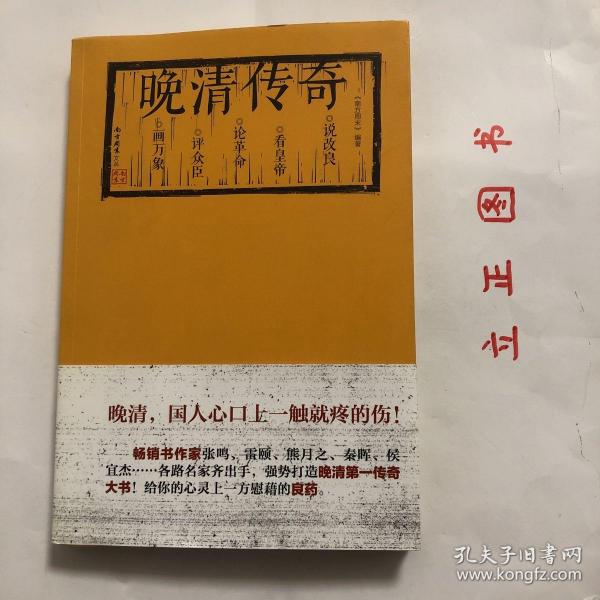 晚清传奇
《南方周末》编著
说改良
看皇帝
论革命
评众臣
画万象
南方周末文丛
晚清，国人心口上一触就疼的伤！
畅销书作家张鸣、雷颐、熊月之、秦晖、侯
宜杰……各路名家齐出手，强势打造晚清第一传奇
大书！给你的心灵上一方慰藉的良药。
立正图书
孔夫子旧书网
www.kongfz.com